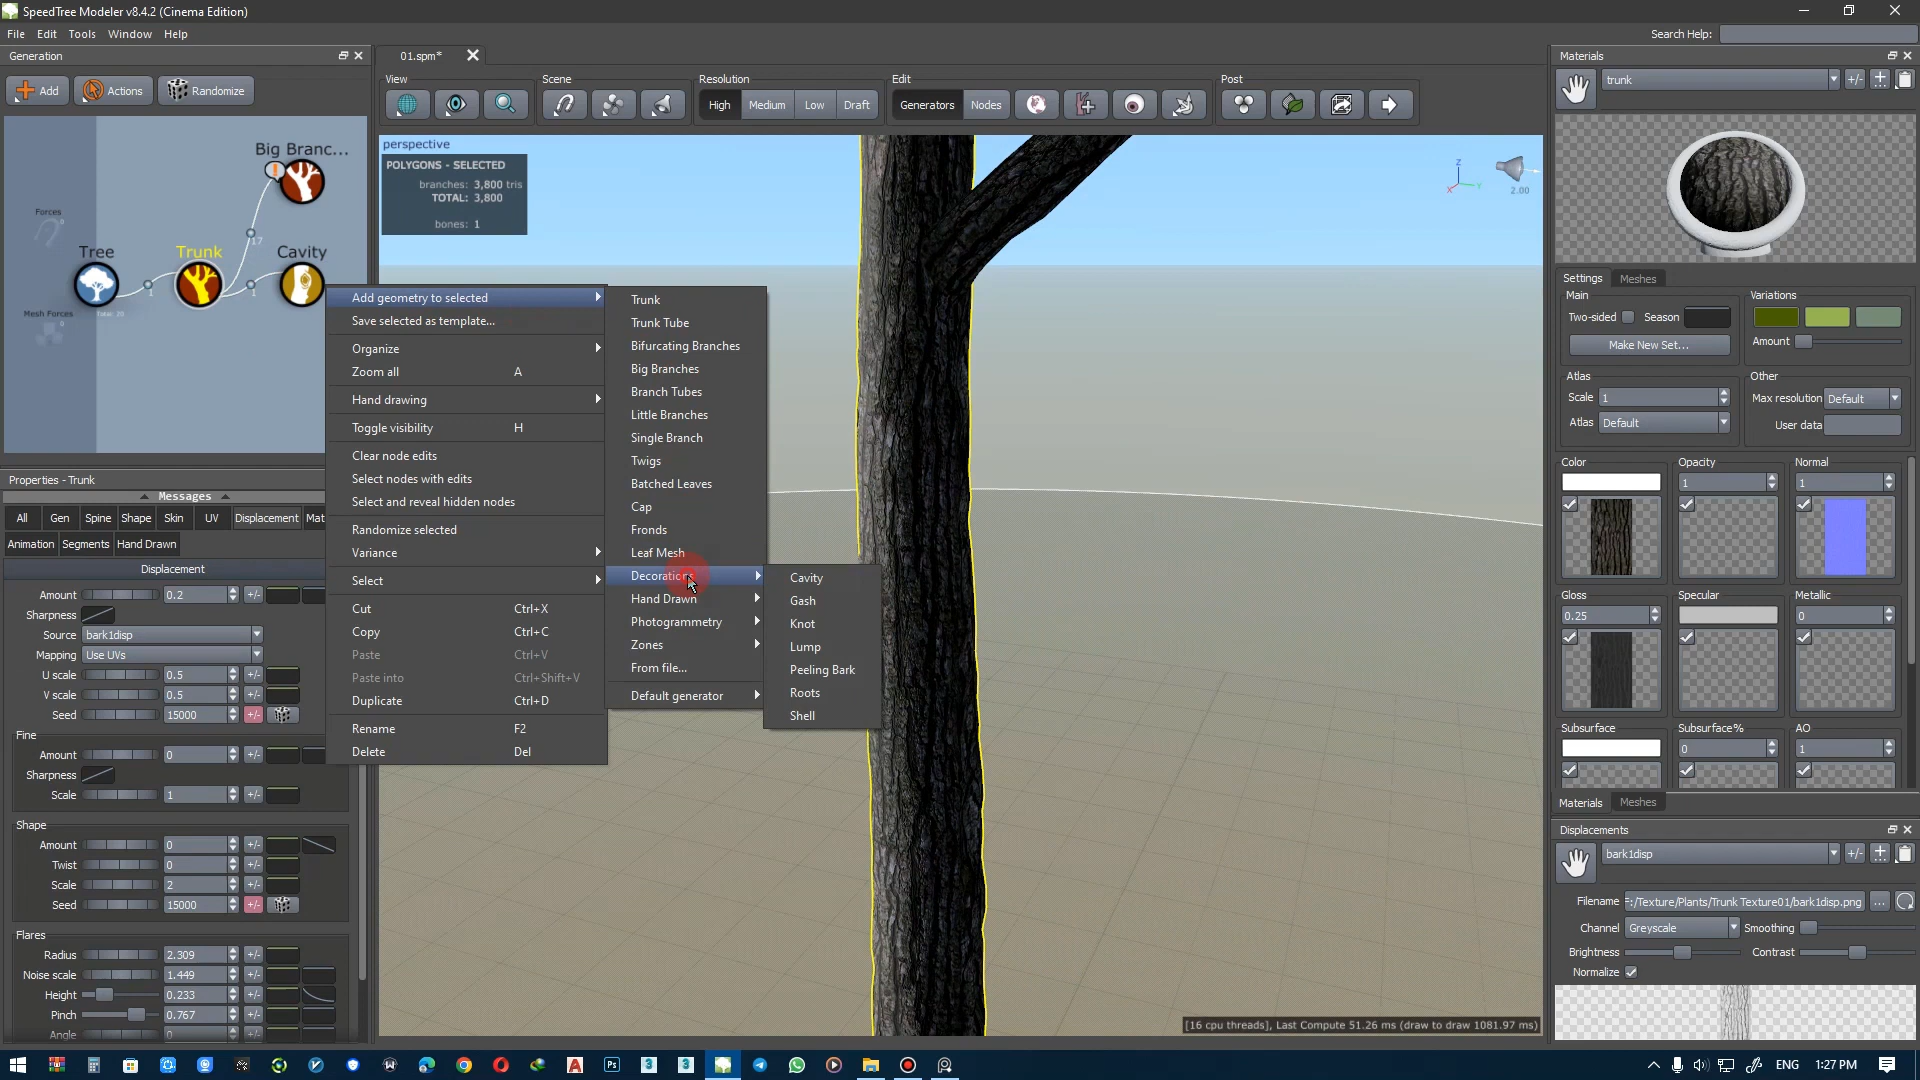 SpeedTree Modeler v8.4.2 (Cinema Edition)
File Edit Tools Window Help
Search Help:
Generation
Add
Actions
Randomize
Forces
Mesh Forces
Tree
Trunk
Big Branc...
Cavity
17
1
1
01.spm*
View
Scene
Resolution
High Medium Low Draft
Edit
Generators Nodes
Post
perspective
POLYGONS - SELECTED
branches: 3,800 tris
TOTAL: 3,800
bones: 1
Z
Y
X
2.00
Add geometry to selected
Save selected as template...
Organize
Zoom all A
Hand drawing
Toggle visibility H
Clear node edits
Select nodes with edits
Select and reveal hidden nodes
Randomize selected
Variance
Select
Cut Ctrl+X
Copy Ctrl+C
Paste Ctrl+V
Paste into Ctrl+Shift+V
Duplicate Ctrl+D
Rename F2
Delete Del
Trunk
Trunk Tube
Bifurcating Branches
Big Branches
Branch Tubes
Little Branches
Single Branch
Twigs
Batched Leaves
Cap
Fronds
Leaf Mesh
Decorations
Hand Drawn
Photogrammetry
Zones
From file...
Default generator
Cavity
Gash
Knot
Lump
Peeling Bark
Roots
Shell
Properties - Trunk
Messages
All Gen Spine Shape Skin UV Displacement Mat
Animation Segments Hand Drawn
Displacement
Amount 0.2 +/-
Sharpness
Source bark1disp
Mapping Use UVs
U scale 0.5 +/-
V scale 0.5 +/-
Seed 15000 +/-
Fine
Amount 0 +/-
Sharpness
Scale 1 +/-
Shape
Amount 0 +/-
Twist 0 +/-
Scale 2 +/-
Seed 15000 +/-
Flares
Radius 2.309 +/-
Noise scale 1.449 +/-
Height 0.233 +/-
Pinch 0.767 +/-
Angle 0 +/-
[16 cpu threads], Last Compute 51.26 ms (draw to draw 1081.97 ms)
Materials
trunk +/-
Settings Meshes
Main
Two-sided Season
Make New Set...
Variations
Amount
Atlas
Scale 1
Atlas Default
Other
Max resolution Default
User data
Color Opacity Normal
1 1
Gloss Specular Metallic
0.25 0
Subsurface Subsurface% AO
0 1
Materials Meshes
Displacements
bark1disp +/-
Filename F:/Texture/Plants/Trunk Texture01/bark1disp.png ...
Channel Greyscale Smoothing
Brightness Contrast
Normalize
ENG 1:27 PM